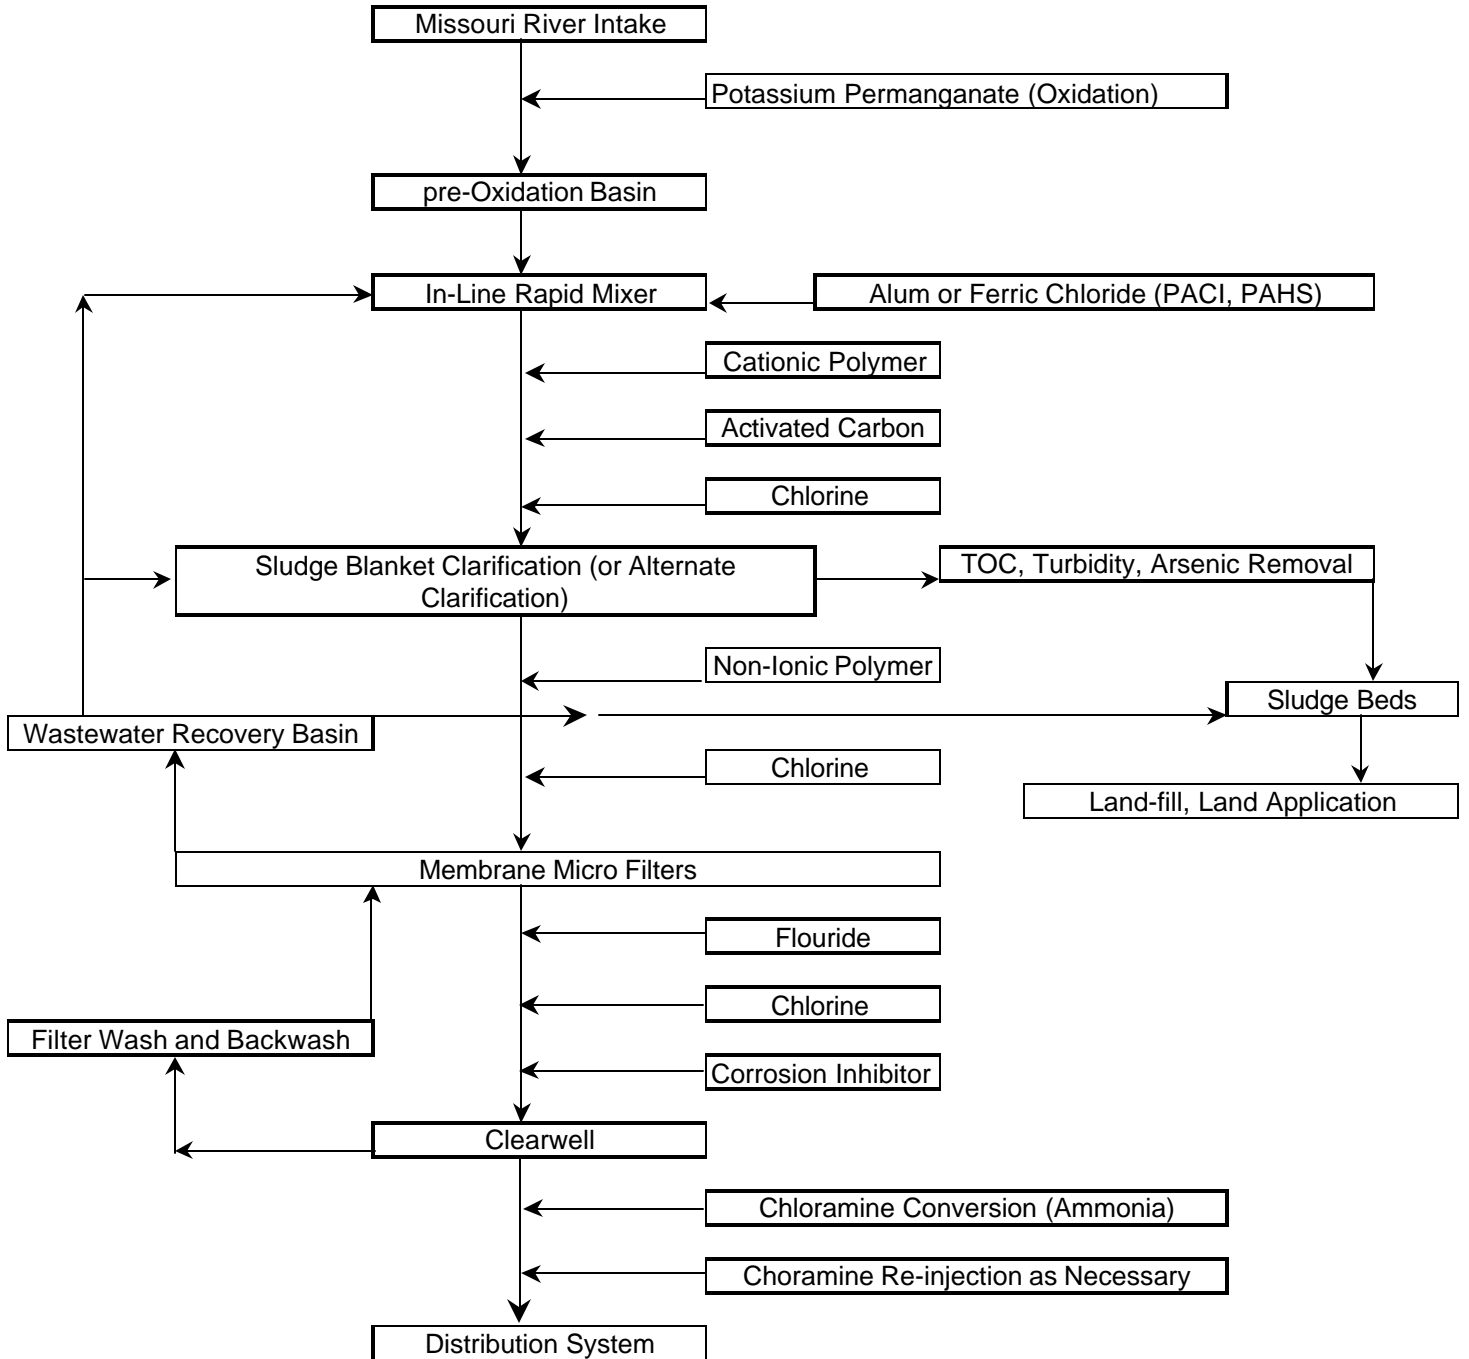 Missouri River Intake
Potassium Permanganate (Oxidation)
pre-Oxidation Basin
In-Line Rapid Mixer
Alum or Ferric Chloride (PACI, PAHS)
Cationic Polymer
Activated Carbon
Chlorine
Sludge Blanket Clarification (or Alternate
Clarification)
TOC, Turbidity, Arsenic Removal
Non-Ionic Polymer
Sludge Beds
Wastewater Recovery Basin
Chlorine
Land-fill, Land Application
Membrane Micro Filters
Flouride
Chlorine
Filter Wash and Backwash
Corrosion Inhibitor
Clearwell
Chloramine Conversion (Ammonia)
Choramine Re-injection as Necessary
Distribution System